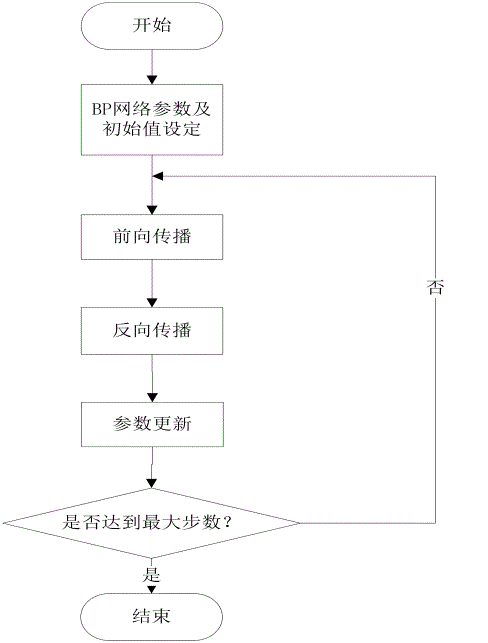 开始
BP网络参数及
初始值设定
前向传播
否
反向传播
参数更新
是否达到最大步数?
是
结束